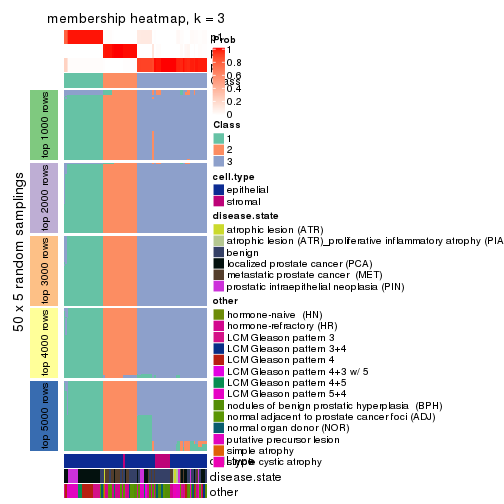 membership heatmap, k = 3
p1
Prob
1
0.8
0.6
0.4
0.2
0
Class
1
2
3
cell.type
epithelial
stromal
disease.state
atrophic lesion (ATR)
atrophic lesion (ATR)_proliferative inflammatory atrophy (PIA
benign
localized prostate cancer (PCA)
metastatic prostate cancer (MET)
prostatic intraepithelial neoplasia (PIN)
other
hormone-naive (HN)
hormone-refractory (HR)
LCM Gleason pattern 3
LCM Gleason pattern 3+4
LCM Gleason pattern 4
LCM Gleason pattern 4+3 w/ 5
LCM Gleason pattern 4+5
LCM Gleason pattern 5+4
nodules of benign prostatic hyperplasia (BPH)
normal adjacent to prostate cancer foci (ADJ)
normal organ donor (NOR)
putative precursor lesion
simple atrophy
simple cystic atrophy
disease.state
other
50 x 5 random samplings
top 1000 rows
top 2000 rows
top 3000 rows
top 4000 rows
top 5000 rows